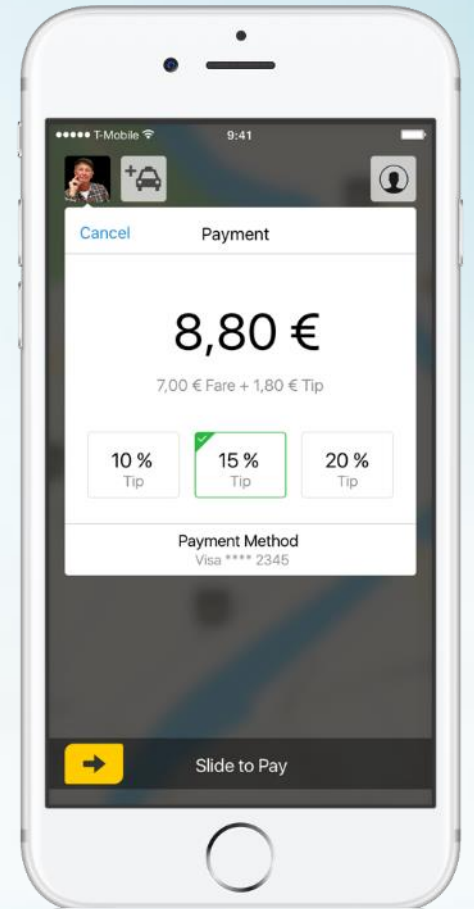 T-Mobile 9:41
Cancel Payment
8,80 €
7,00 € Fare + 1,80 € Tip
10 % 15 % 20 %
Tip Tip Tip
Payment Method
Visa **** 2345
Slide to Pay